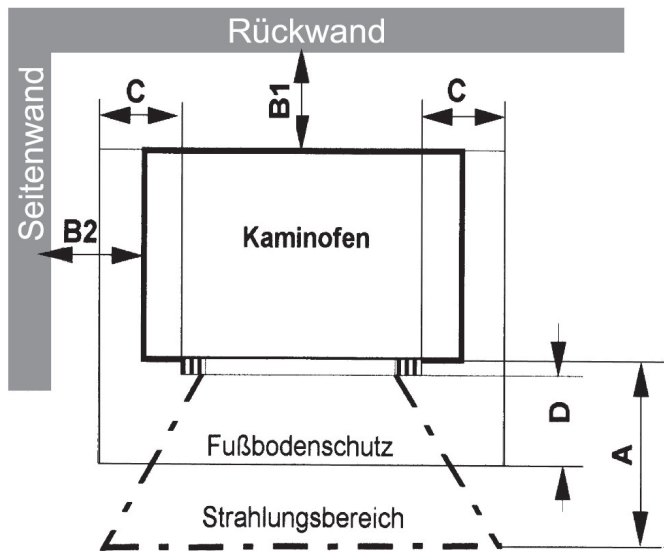 Rückwand
Seitenwand
C
B1
C
B2
Kaminofen
D
A
Fußbodenschutz
Strahlungsbereich